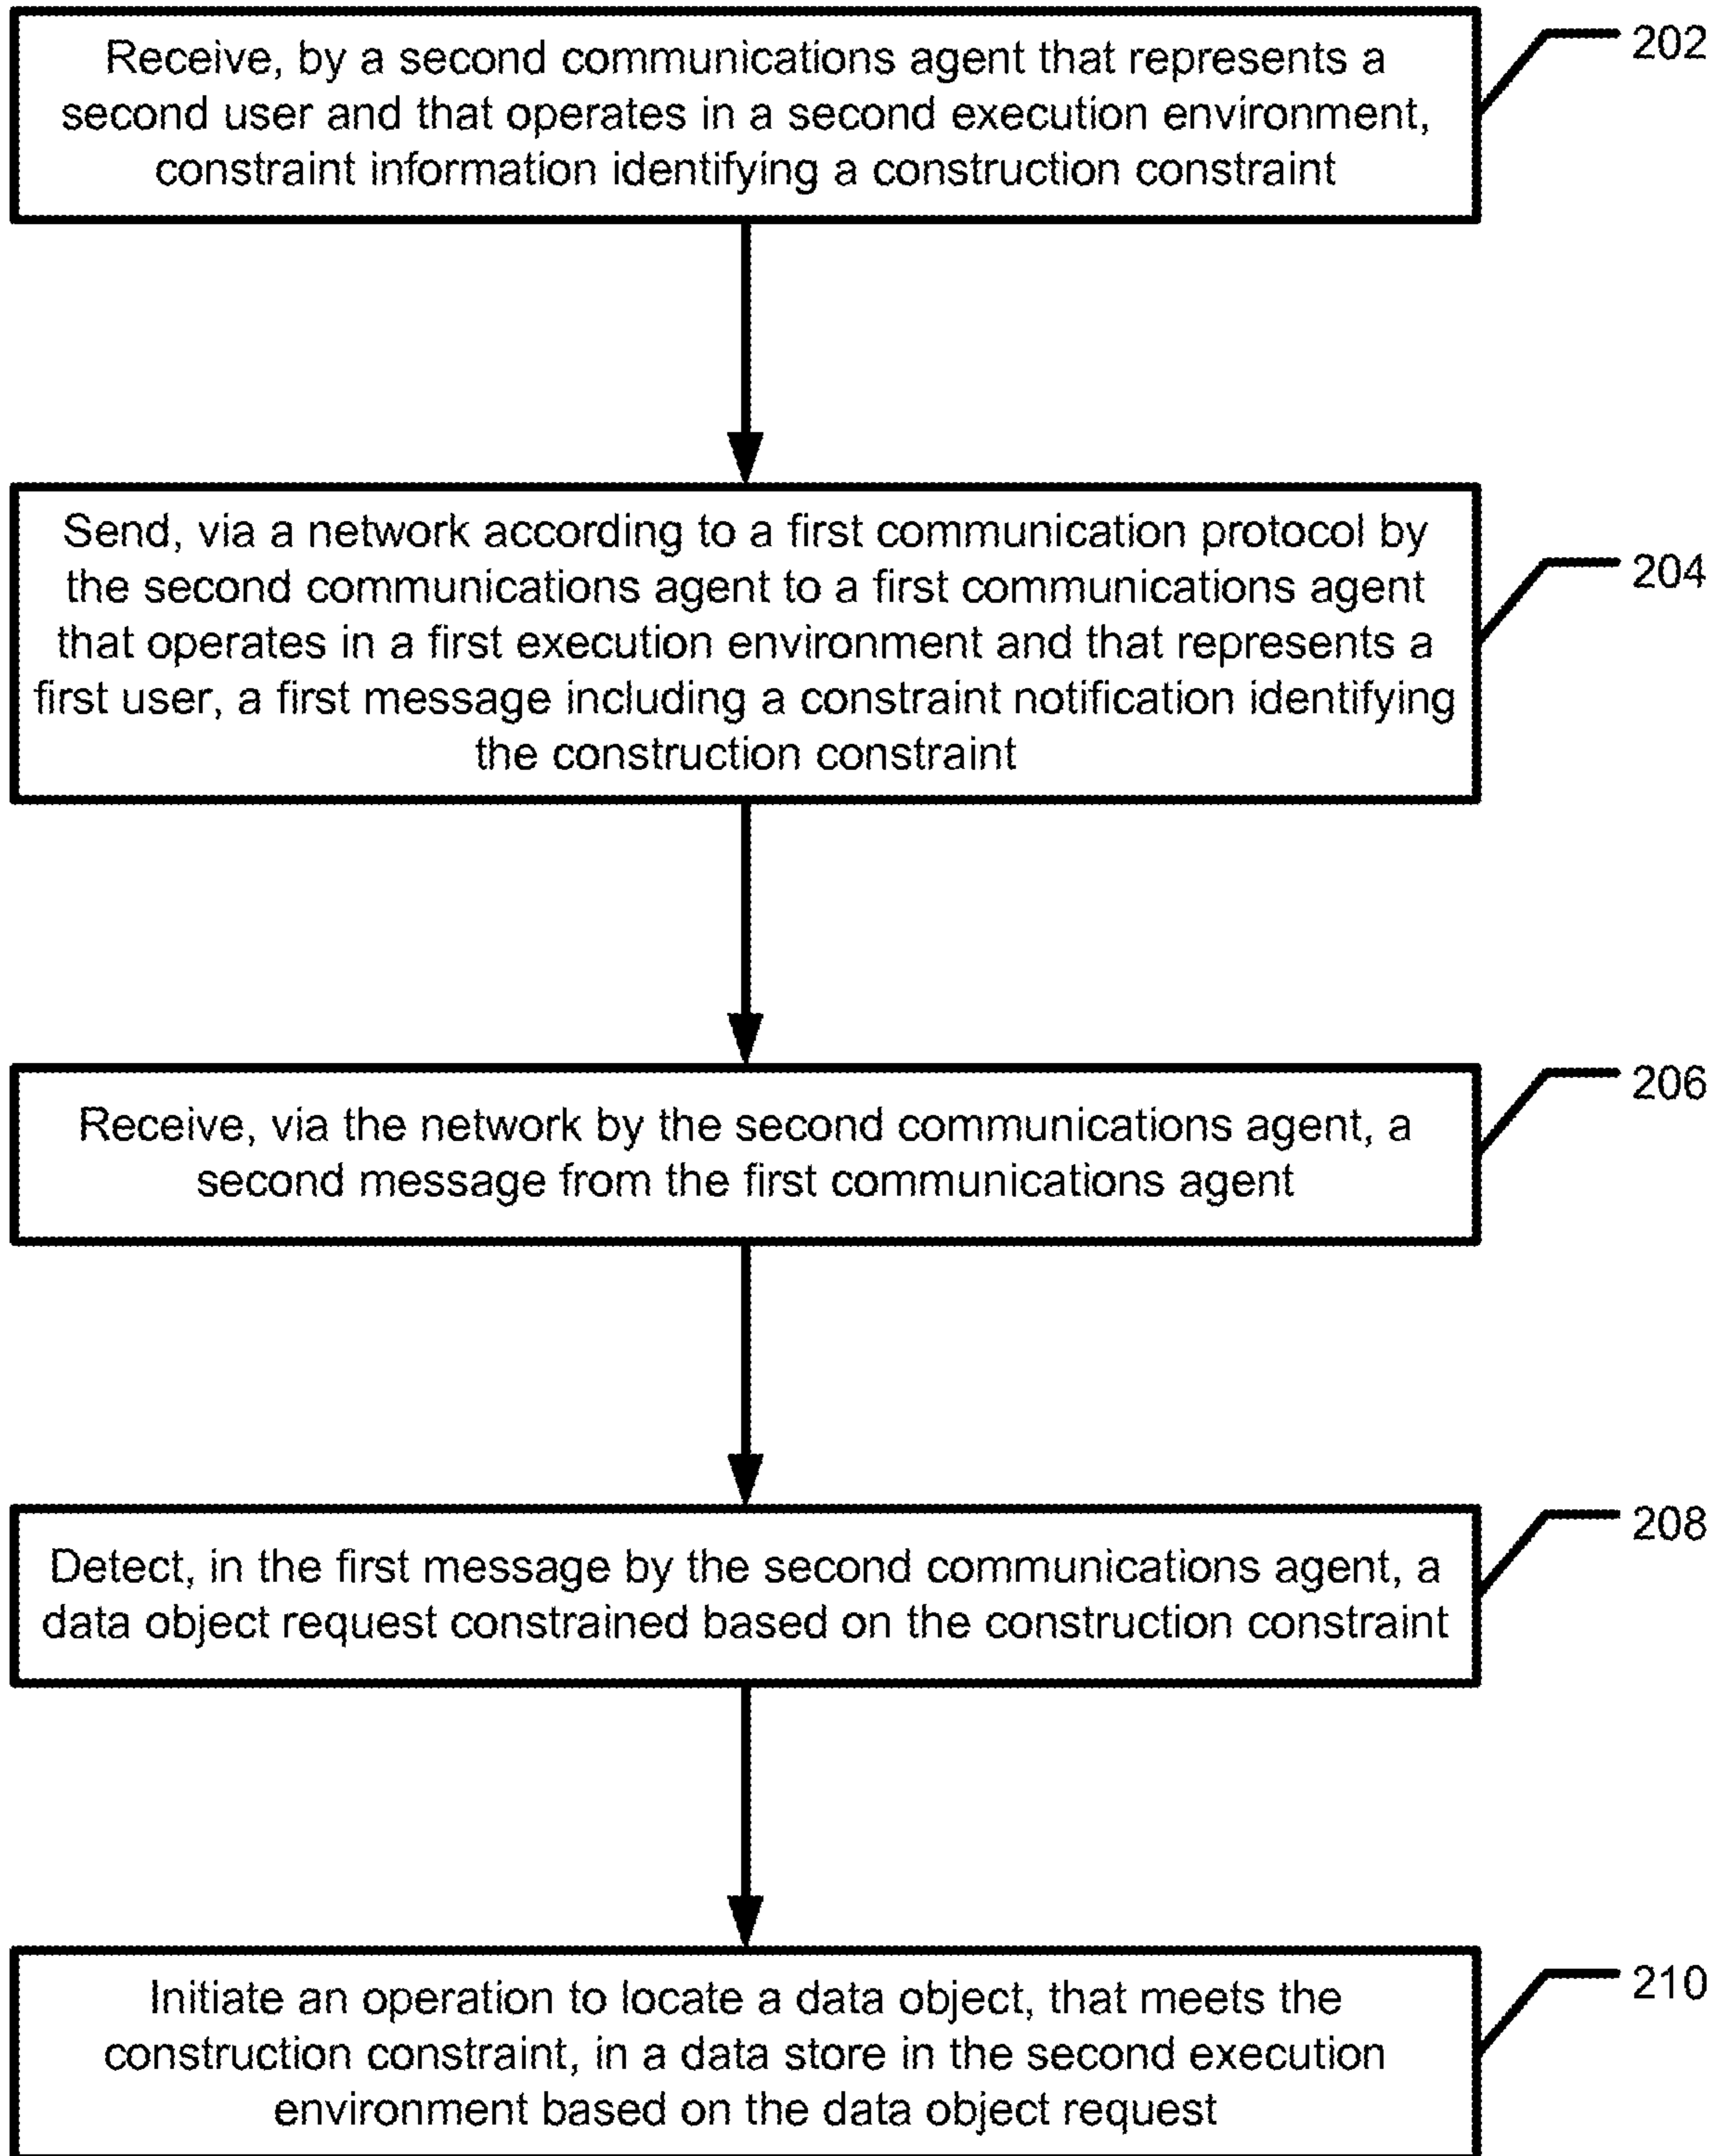 Receive, by a second communications agent that represents a
second user and that operates in a second execution environment,
constraint information identifying a construction constraint
202
Send, via a network according to a first communication protocol by
the second communications agent to a first communications agent
that operates in a first execution environment and that represents a
first user, a first message including a constraint notification identifying
the construction constraint
204
Receive, via the network by the second communications agent, a
second message from the first communications agent
206
Detect, in the first message by the second communications agent, a
data object request constrained based on the construction constraint
208
Initiate an operation to locate a data object, that meets the
construction constraint, in a data store in the second execution
environment based on the data object request
210